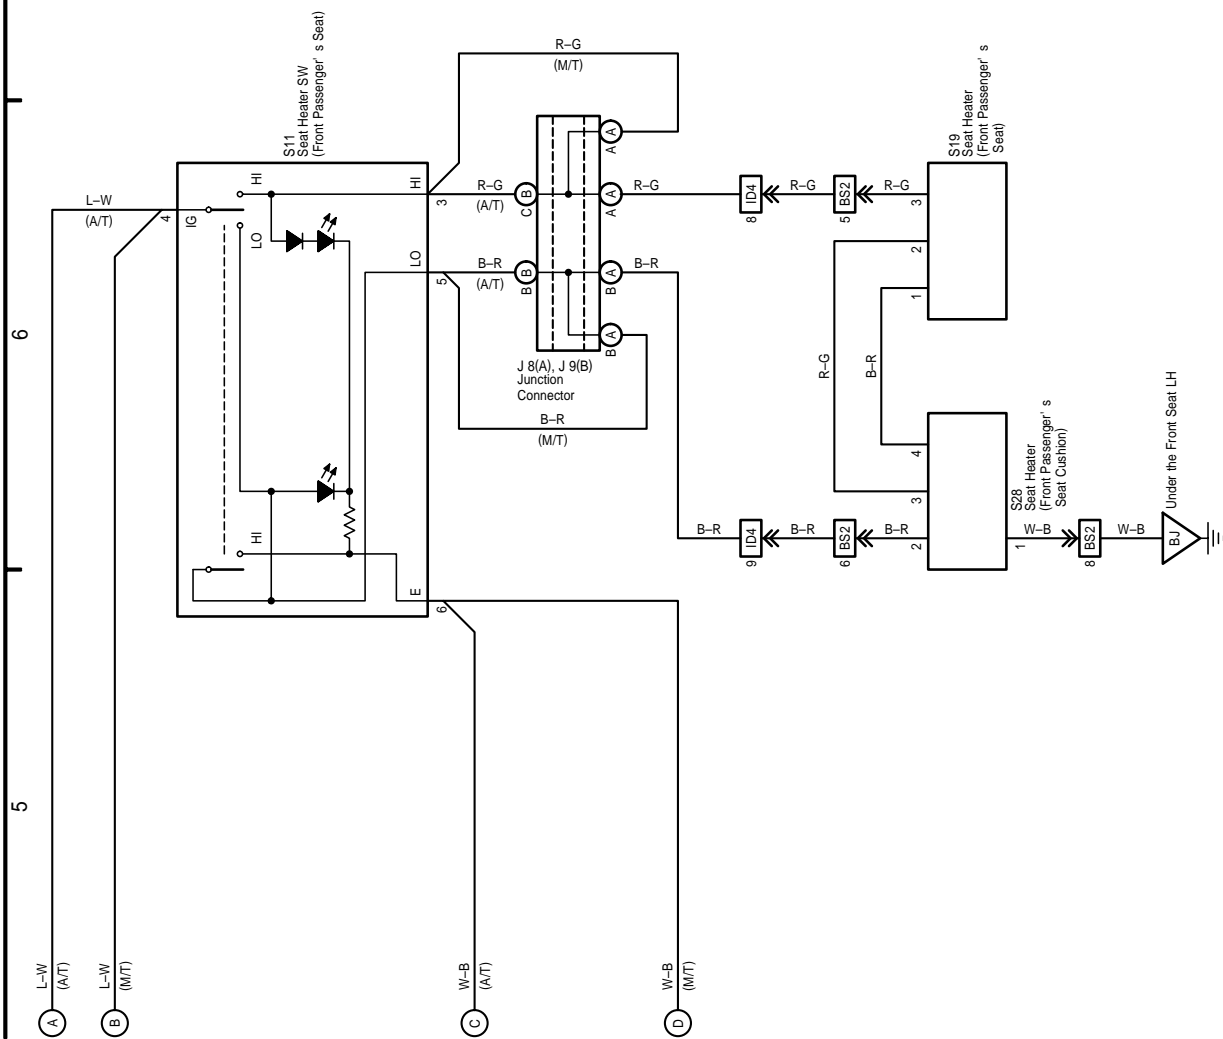 R–G
(M/T)
S11
Seat Heater SW
(Front Passenger' s Seat)
S19
Seat Heater
(Front Passenger' s
Seat)
L–W
(A/T)
4
IG
HI
LO
HI
3
R–G
(A/T)
B
C
A
A
A
A
R–G
8
ID4
R–G
5
BS2
R–G
3
2
1
LO
5
B–R
(A/T)
B
B
A
B
B–R
A
B
J 8(A), J 9(B)
Junction
Connector
B–R
(M/T)
6
R–G
B–R
4
3
2
S28
Seat Heater
(Front Passenger' s
Seat Cushion)
Under the Front Seat LH
HI
E
6
B–R
9
ID4
B–R
6
BS2
B–R
1
W–B
8
BS2
W–B
BJ
5
L–W
(A/T)
A
L–W
(M/T)
B
W–B
(A/T)
C
W–B
(M/T)
D